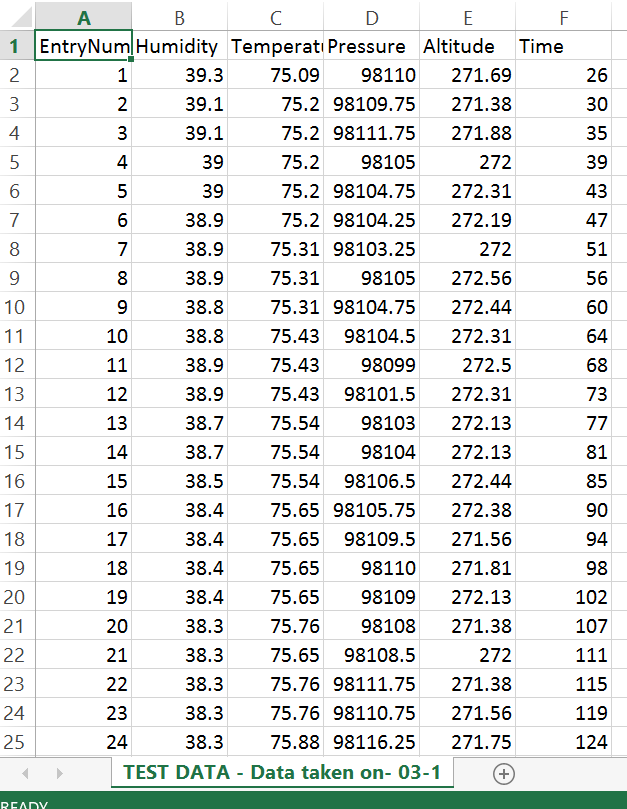 A B C D E F
1 EntryNum Humidity Temperat Pressure Altitude Time
2 1 39.3 75.09 98110 271.69 26
3 2 39.1 75.2 98109.75 271.38 30
4 3 39.1 75.2 98111.75 271.88 35
5 4 39 75.2 98105 272 39
6 5 39 75.2 98104.75 272.31 43
7 6 38.9 75.2 98104.25 272.19 47
8 7 38.9 75.31 98103.25 272 51
9 8 38.9 75.31 98105 272.56 56
10 9 38.8 75.31 98104.75 272.44 60
11 10 38.8 75.43 98104.5 272.31 64
12 11 38.9 75.43 98099 272.5 68
13 12 38.9 75.43 98101.5 272.31 73
14 13 38.7 75.54 98103 272.13 77
15 14 38.7 75.54 98104 272.13 81
16 15 38.5 75.54 98106.5 272.44 85
17 16 38.4 75.65 98105.75 272.38 90
18 17 38.4 75.65 98109.5 271.56 94
19 18 38.4 75.65 98110 271.81 98
20 19 38.4 75.65 98109 272.13 102
21 20 38.3 75.76 98108 271.38 107
22 21 38.3 75.65 98108.5 272 111
23 22 38.3 75.76 98111.75 271.38 115
24 23 38.3 75.76 98110.75 271.56 119
25 24 38.3 75.88 98116.25 271.75 124
TEST DATA - Data taken on- 03-1
READY